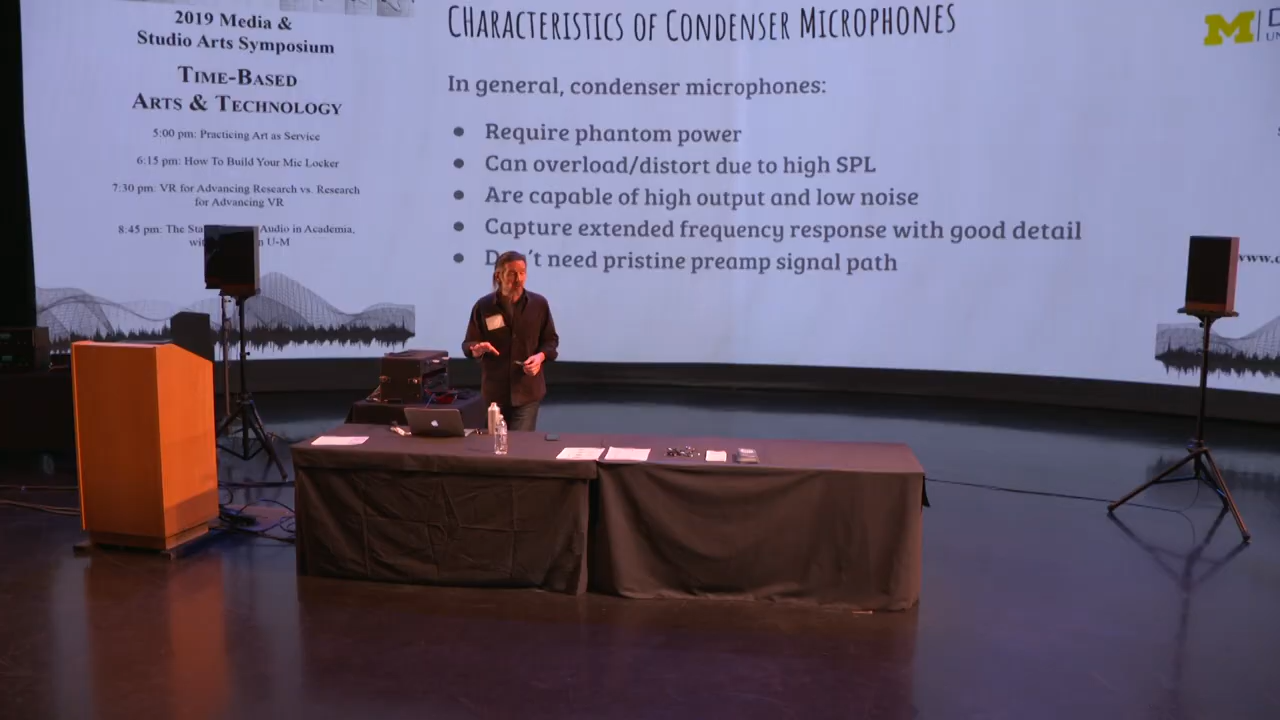 2019 Media &
Studio Arts Symposium
TIME-BASED
ARTS & TECHNOLOGY
5:00 pm: Practicing Art as Service
6:15 pm: How To Build Your Mic Locker
7:30 pm: VR for Advancing Research vs. Research
for Advancing VR
8:45 pm: The Audio in Academia,
U-M
CHARACTERISTICS OF CONDENSER MICROPHONES
In general, condenser microphones:
• Require phantom power
• Can overload/distort due to high SPL
• Are capable of high output and low noise
• Capture extended frequency response with good detail
• need pristine preamp signal path
M
www.